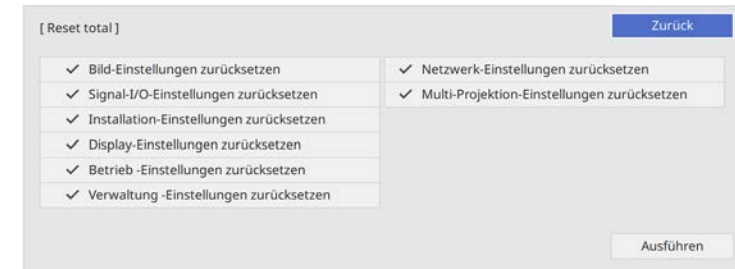 [ Reset total ]
Zurück
Bild-Einstellungen zurücksetzen
Netzwerk-Einstellungen zurücksetzen
Signal-I/O-Einstellungen zurücksetzen
Multi-Projektion-Einstellungen zurücksetzen
Installation-Einstellungen zurücksetzen
Display-Einstellungen zurücksetzen
Betrieb -Einstellungen zurücksetzen
Verwaltung -Einstellungen zurücksetzen
Ausführen